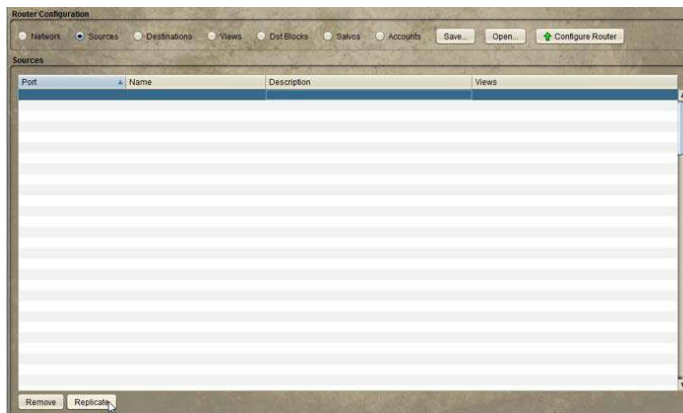 Router Configuration
Network Sources Destinations Views Dst Blocks Salvos Accounts Save... Open... Configure Router
Sources
Port Name Description Views
Remove Replicate